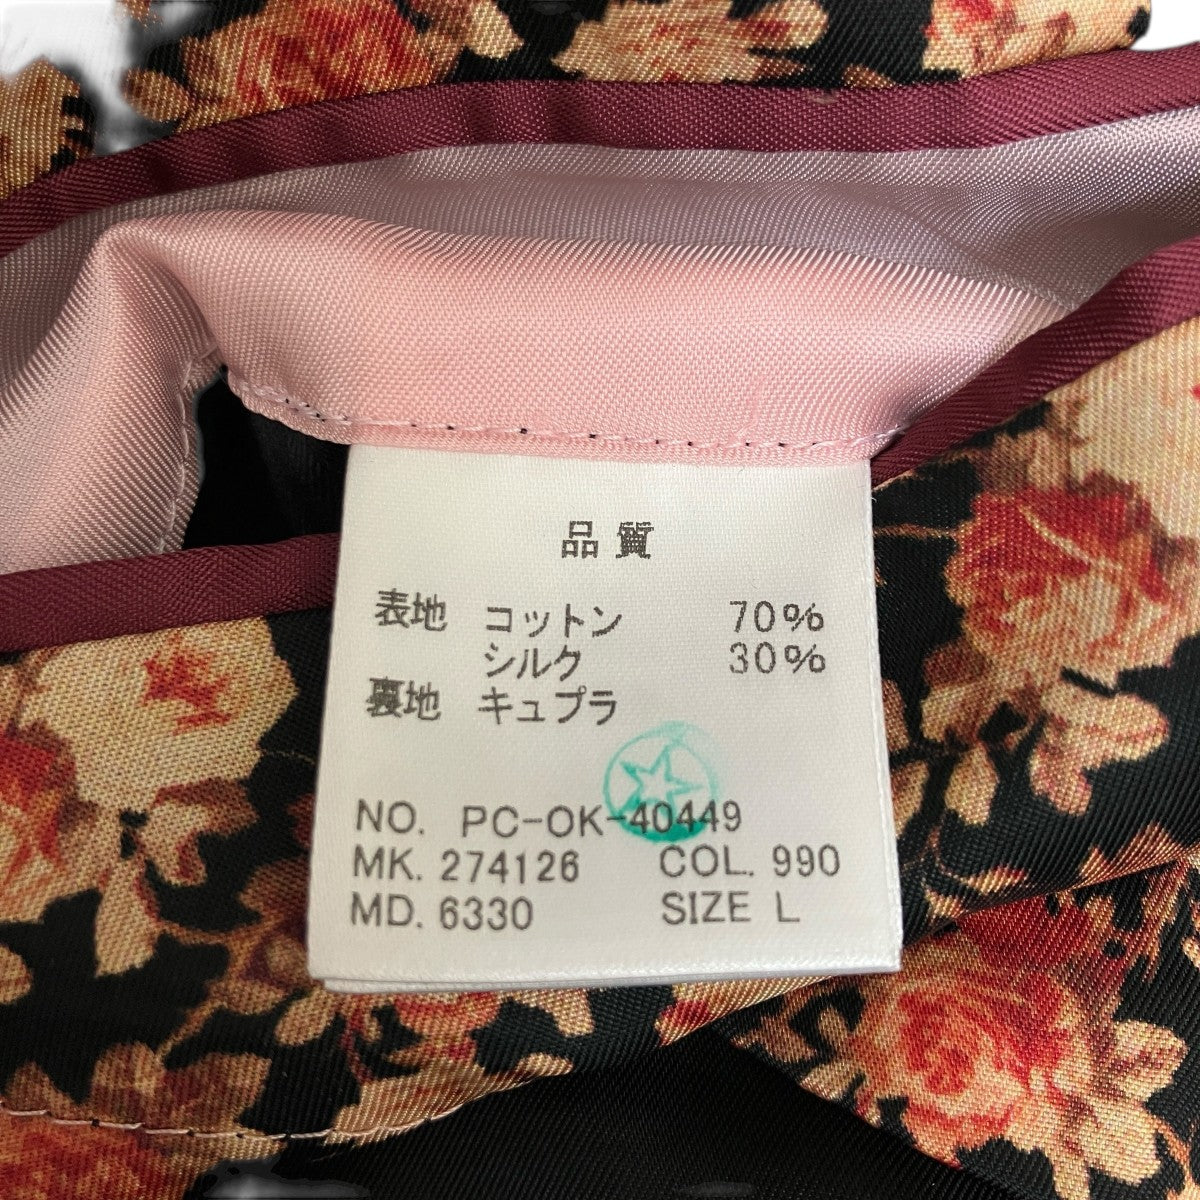 品質
表地 コットン 70%
シルク 30%
裏地 キュプラ
NO. PC-OK-40449
MK. 274126 COL. 990
MD. 6330 SIZE L